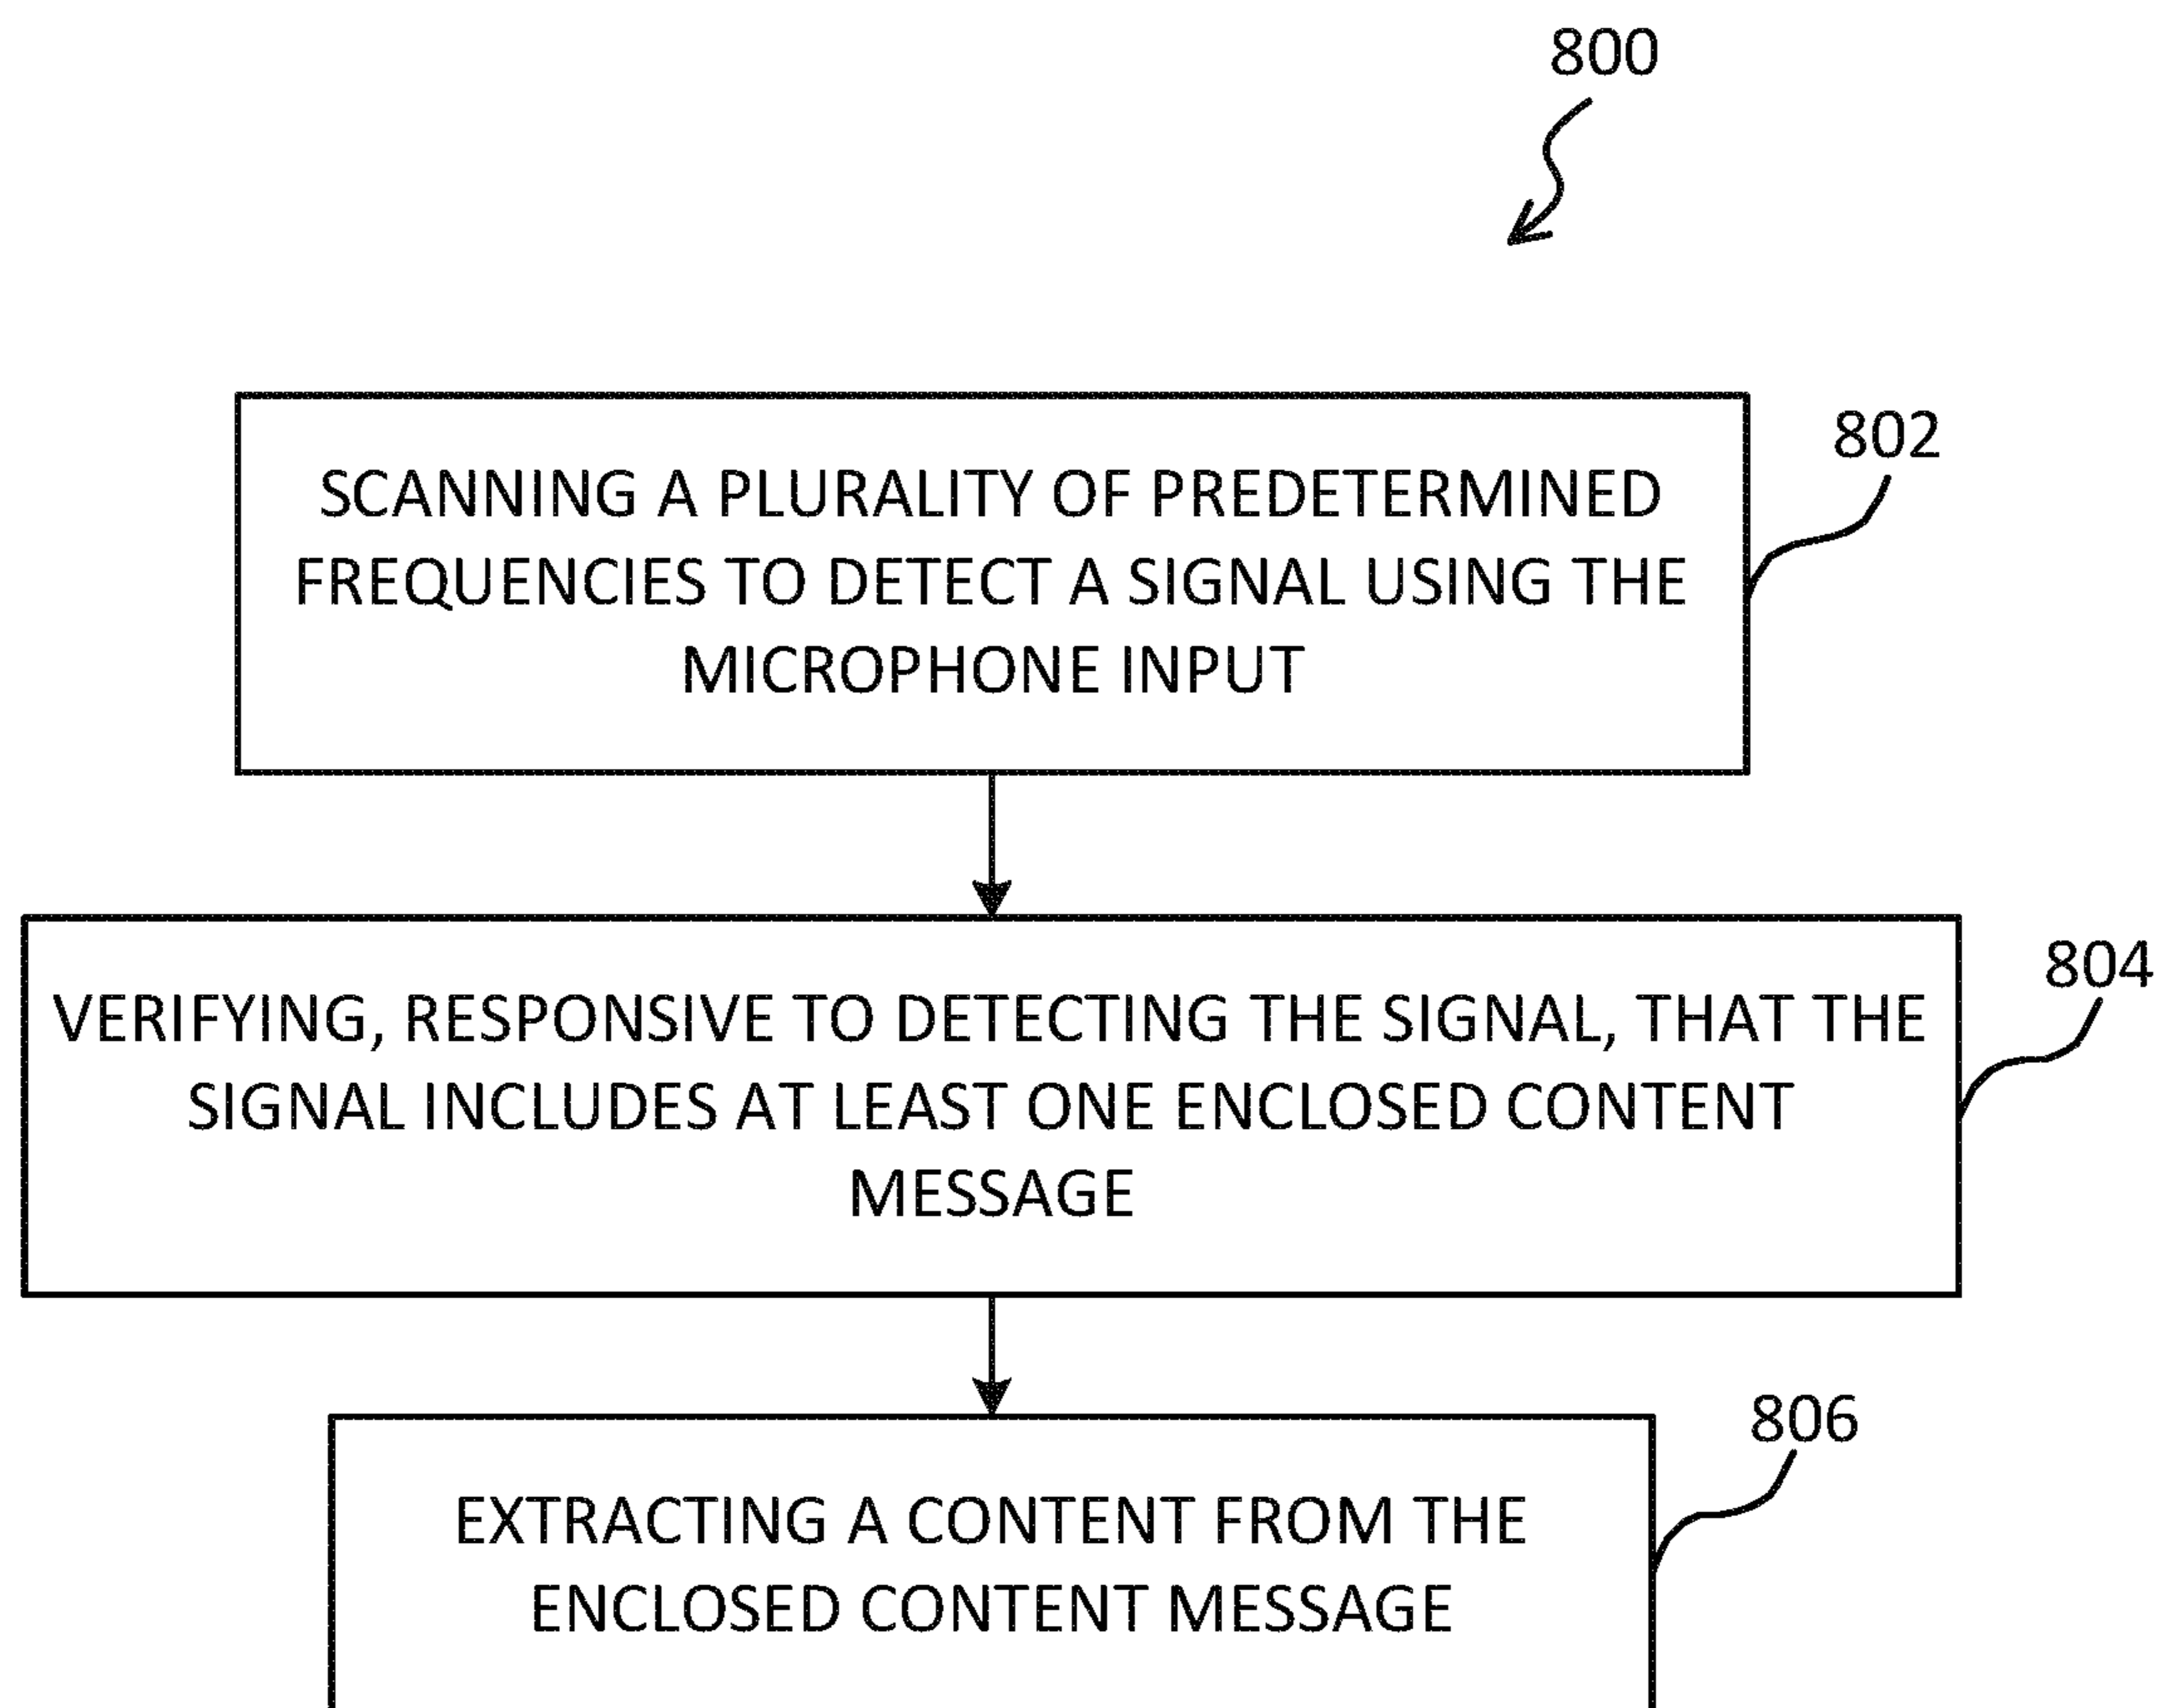 800
802
SCANNING A PLURALITY OF PREDETERMINED
FREQUENCIES TO DETECT A SIGNAL USING THE
MICROPHONE INPUT
804
VERIFYING, RESPONSIVE TO DETECTING THE SIGNAL, THAT THE
SIGNAL INCLUDES AT LEAST ONE ENCLOSED CONTENT
MESSAGE
806
EXTRACTING A CONTENT FROM THE
ENCLOSED CONTENT MESSAGE